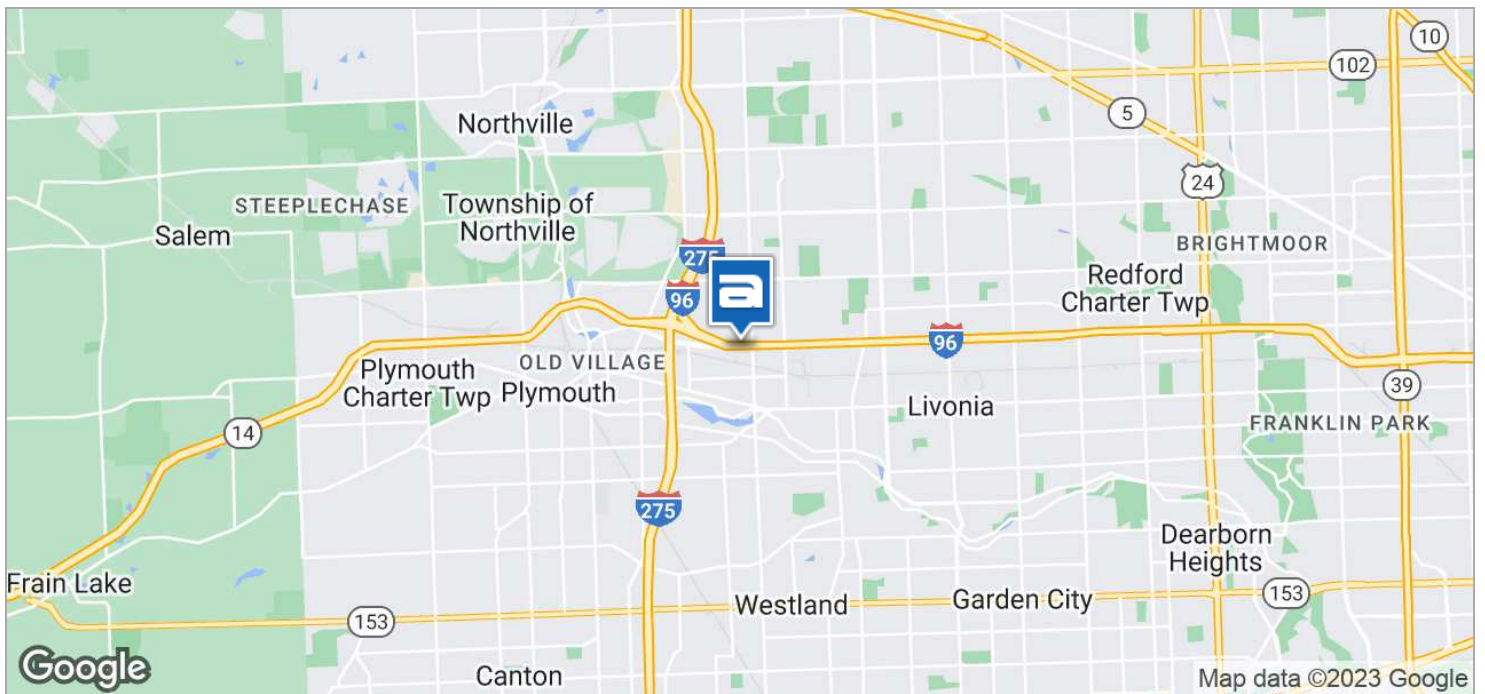 10
102
5
Northville
24
STEEPLECHASE
Township of
Northville
Salem
BRIGHTMOOR
275
Redford
Charter Twp
a
96
96
OLD VILLAGE
Plymouth
Charter Twp
Plymouth
39
Livonia
FRANKLIN PARK
14
275
Dearborn
Heights
Frain Lake
153
Westland
Garden City
153
Canton
Google
Map data ©2023 Google